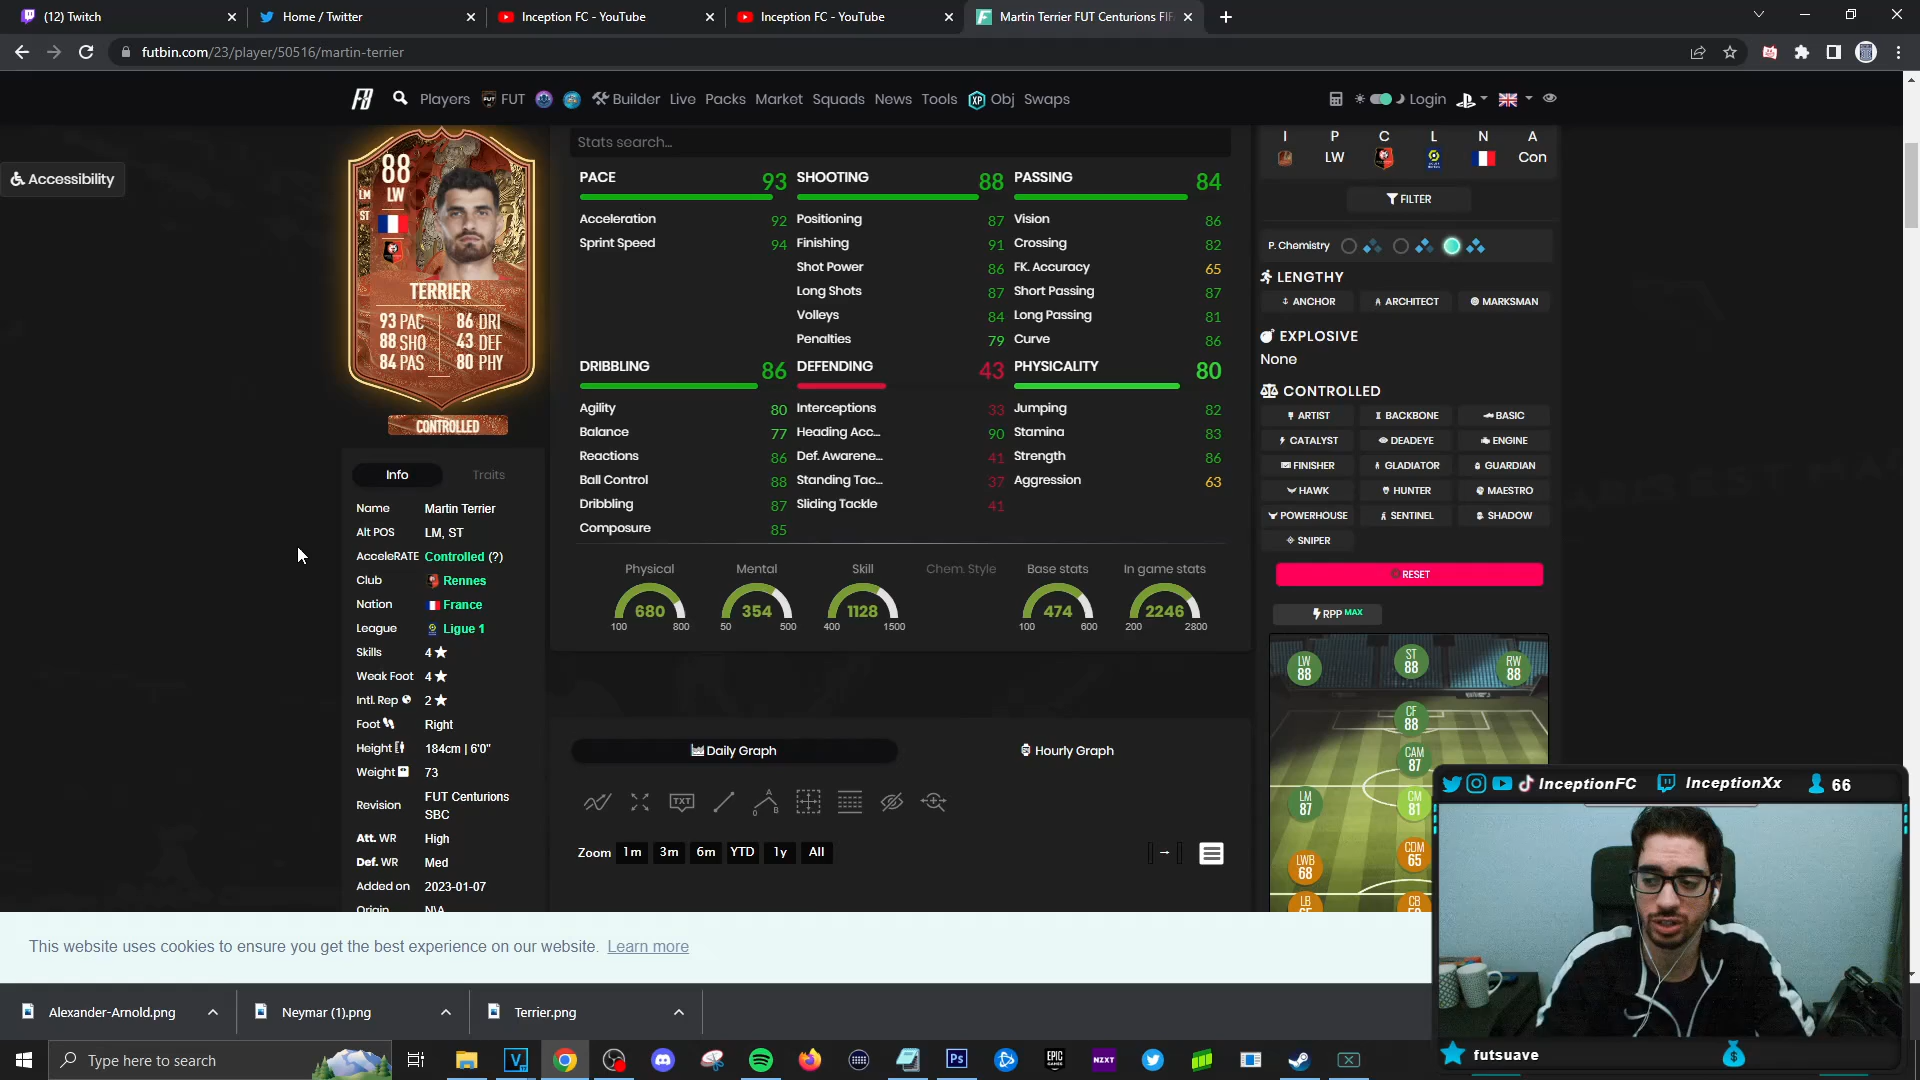 (12) Twitch
Home / Twitter
Inception FC - YouTube
Inception FC - YouTube
Martin Terrier FUT Centurions FIF
futbin.com/23/player/50516/martin-terrier
Players FUT Builder Live Packs Market Squads News Tools XP Obj Swaps
Login
Accessibility
88
LW
LM
ST
TERRIER
93 PAC 86 DRI
88 SHO 43 DEF
84 PAS 80 PHY
CONTROLLED
Info Traits
Name Martin Terrier
Alt POS LM, ST
AcceleRATE Controlled (?)
Club Rennes
Nation France
League Ligue 1
Skills 4
Weak Foot 4
Intl. Rep 2
Foot Right
Height 184cm | 6'0"
Weight 73
Revision FUT Centurions SBC
Att. WR High
Def. WR Med
Added on 2023-01-07
Origin N\A
Stats search...
PACE 93
Acceleration 92
Sprint Speed 94
SHOOTING 88
Positioning 87
Finishing 91
Shot Power 86
Long Shots 87
Volleys 84
Penalties 79
PASSING 84
Vision 86
Crossing 82
FK. Accuracy 65
Short Passing 87
Long Passing 81
Curve 86
DRIBBLING 86
Agility 80
Balance 77
Reactions 86
Ball Control 88
Dribbling 87
Composure 85
DEFENDING 43
Interceptions 33
Heading Acc... 90
Def. Awarene... 41
Standing Tac... 37
Sliding Tackle 41
PHYSICALITY 80
Jumping 82
Stamina 83
Strength 86
Aggression 63
Physical Mental Skill Chem. Style Base stats In game stats
680 354 1128 474 2246
100 800 50 500 400 1500 100 600 200 2800
Daily Graph Hourly Graph
TXT
Zoom 1m 3m 6m YTD 1y All
→
I P C L N A
LW Con
FILTER
P. Chemistry
LENGTHY
ANCHOR ARCHITECT MARKSMAN
EXPLOSIVE
None
CONTROLLED
ARTIST BACKBONE BASIC
CATALYST DEADEYE ENGINE
FINISHER GLADIATOR GUARDIAN
HAWK HUNTER MAESTRO
POWERHOUSE SENTINEL SHADOW
SNIPER
RESET
RPP MAX
LW 88
ST 88
RW 88
CF 88
CAM 87
LM 87
CM 81
LWB 68
CDM 65
LB
CB
InceptionFC InceptionXx 66
futsuave
This website uses cookies to ensure you get the best experience on our website. Learn more
Alexander-Arnold.png Neymar (1).png Terrier.png
Type here to search
V
Ps
EPIC GAMES
NZXT